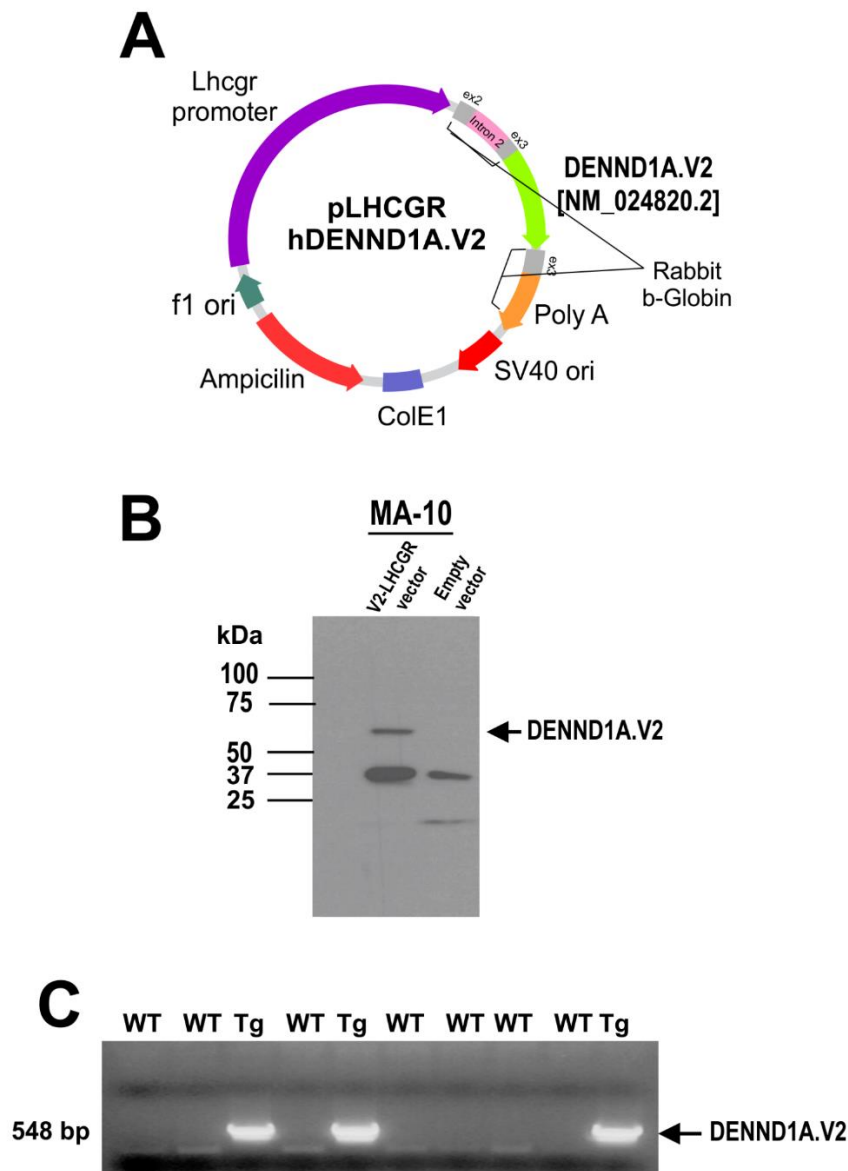 A
Lhcgr
promoter
ex2
Intron 2
ex3
DENND1A.V2
[NM_024820.2]
pLHCGR
hDENND1A.V2
ex3
Rabbit
b-Globin
f1 ori
Poly A
Ampicilin
SV40 ori
ColE1
B
MA-10
V2-LHCGR
vector
Empty
vector
kDa
100
75
50
37
25
DENND1A.V2
C
WT WT Tg WT Tg WT WT WT WT Tg
548 bp
DENND1A.V2